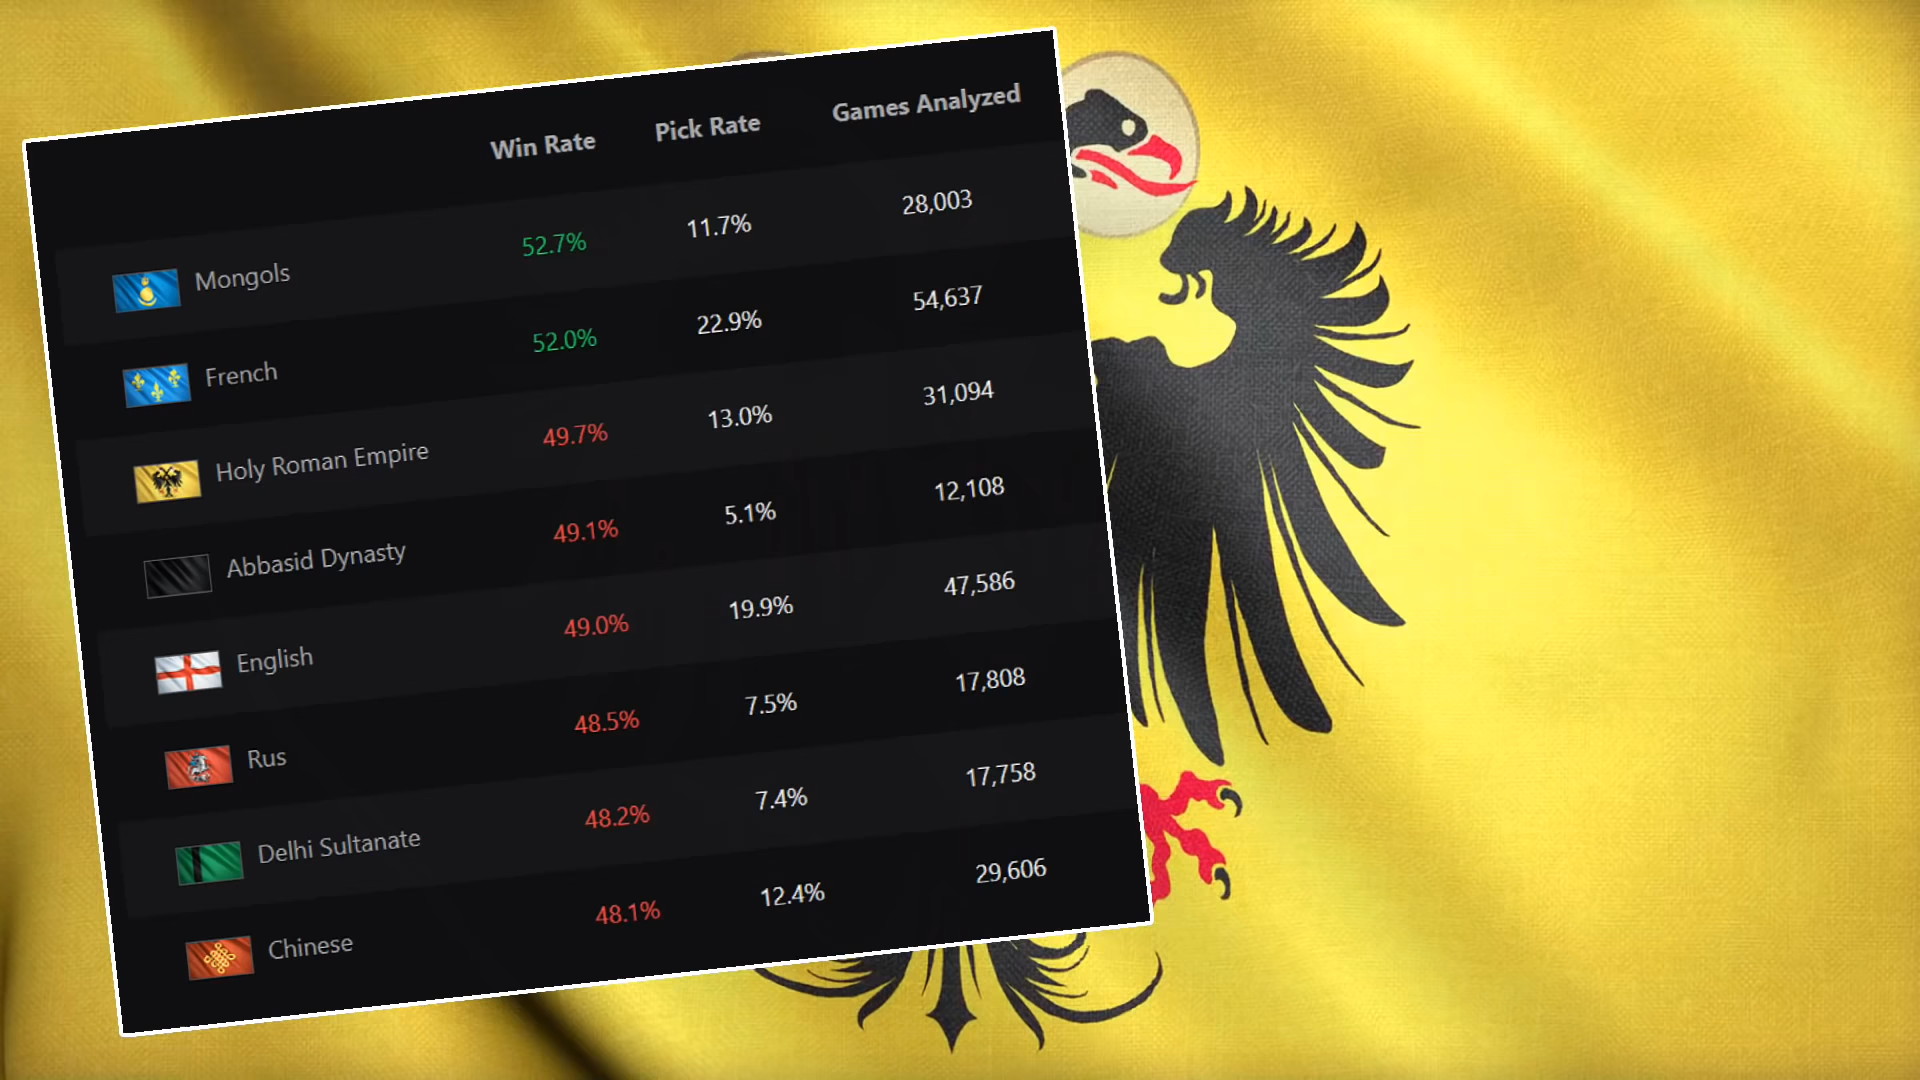 Win Rate Pick Rate Games Analyzed
Mongols 52.7% 11.7% 28,003
French 52.0% 22.9% 54,637
Holy Roman Empire 49.7% 13.0% 31,094
Abbasid Dynasty 49.1% 5.1% 12,108
English 49.0% 19.9% 47,586
Rus 48.5% 7.5% 17,808
Delhi Sultanate 48.2% 7.4% 17,758
Chinese 48.1% 12.4% 29,606